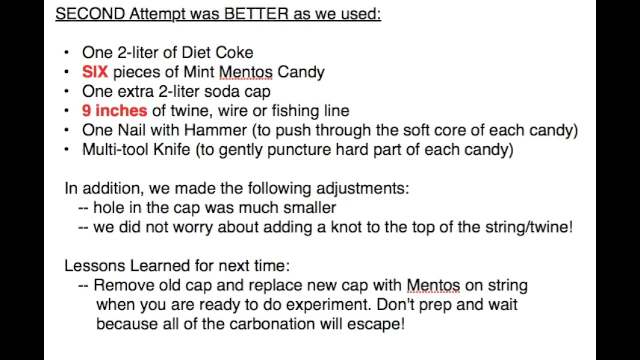 SECOND Attempt was BETTER as we used:
• One 2-liter of Diet Coke
• SIX pieces of Mint Mentos Candy
• One extra 2-liter soda cap
• 9 inches of twine, wire or fishing line
• One Nail with Hammer (to push through the soft core of each candy)
• Multi-tool Knife (to gently puncture hard part of each candy)
In addition, we made the following adjustments:
-- hole in the cap was much smaller
-- we did not worry about adding a knot to the top of the string/twine!
Lessons Learned for next time:
-- Remove old cap and replace new cap with Mentos on string
when you are ready to do experiment. Don't prep and wait
because all of the carbonation will escape!